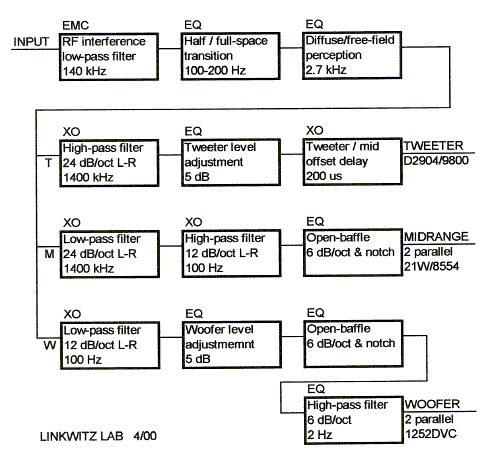 EMC
EQ
EQ
INPUT
RF interference
low-pass filter
140 kHz
Half / full-space
transition
100-200 Hz
Diffuse/free-field
perception
2.7 kHz
XO
EQ
XO
T
High-pass filter
24 dB/oct L-R
1400 kHz
Tweeter level
adjustment
5 dB
Tweeter / mid
offset delay
200 us
TWEETER
D2904/9800
XO
XO
EQ
M
Low-pass filter
24 dB/oct L-R
1400 kHz
High-pass filter
12 dB/oct L-R
100 Hz
Open-baffle
6 dB/oct & notch
MIDRANGE
2 parallel
21W/8554
XO
EQ
EQ
W
Low-pass filter
12 dB/oct L-R
100 Hz
Woofer level
adjustmemnt
5 dB
Open-baffle
6 dB/oct & notch
EQ
High-pass filter
6 dB/oct
2 Hz
WOOFER
2 parallel
1252DVC
LINKWITZ LAB 4/00